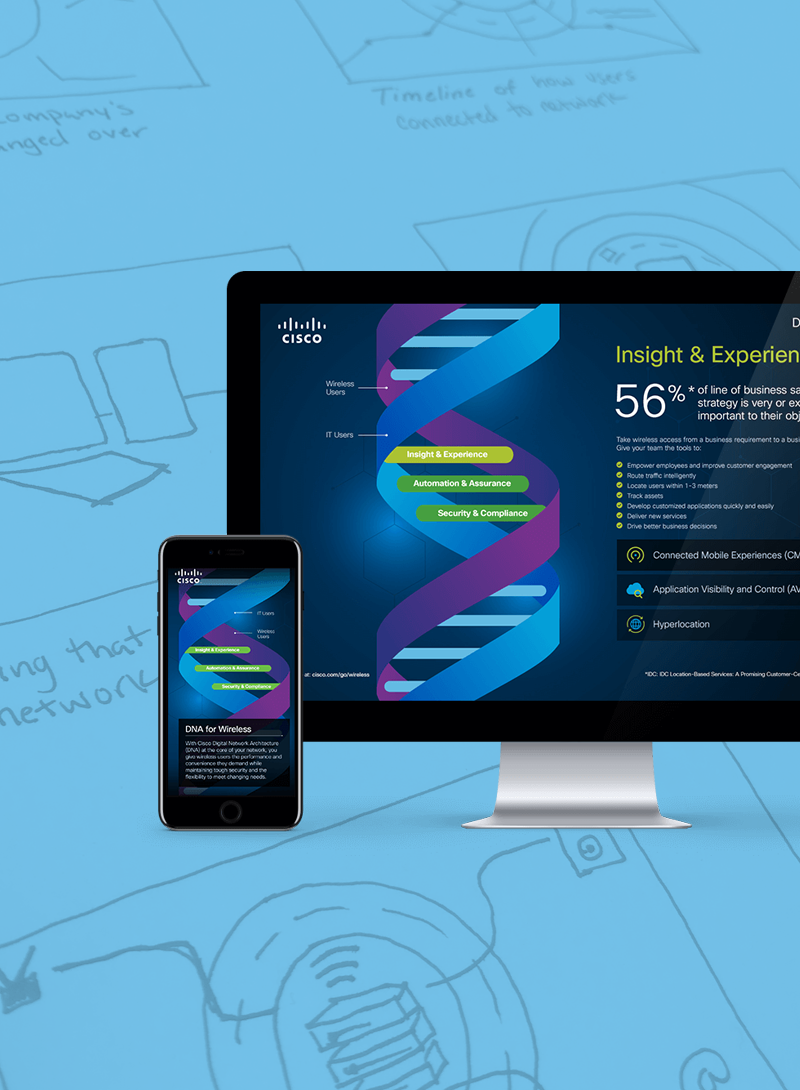 ompany's
nged over
Timeline of how users
connected to network
ing that
network
CISCO
Wireless
Users
IT Users
Insight & Experience
Automation & Assurance
Security & Compliance
at: cisco.com/go/wireless
D
Insight & Experien
56%* of line of business sa
strategy is very or ex
important to their obj
Take wireless access from a business requirement to a busi
Give your team the tools to:
Empower employees and improve customer engagement
Route traffic intelligently
Locate users within 1-3 meters
Track assets
Develop customized applications quickly and easily
Deliver new services
Drive better business decisions
Connected Mobile Experiences (CM
Application Visibility and Control (AV
Hyperlocation
*IDC: IDC Location-Based Services: A Promising Customer-Ce
CISCO
IT Users
Wireless
Users
Insight & Experience
Automation & Assurance
Security & Compliance
DNA for Wireless
With Cisco Digital Network Architecture
(DNA) at the core of your network, you
give wireless users the performance and
convenience they demand while
maintaining tough security and the
flexibility to meet changing needs.